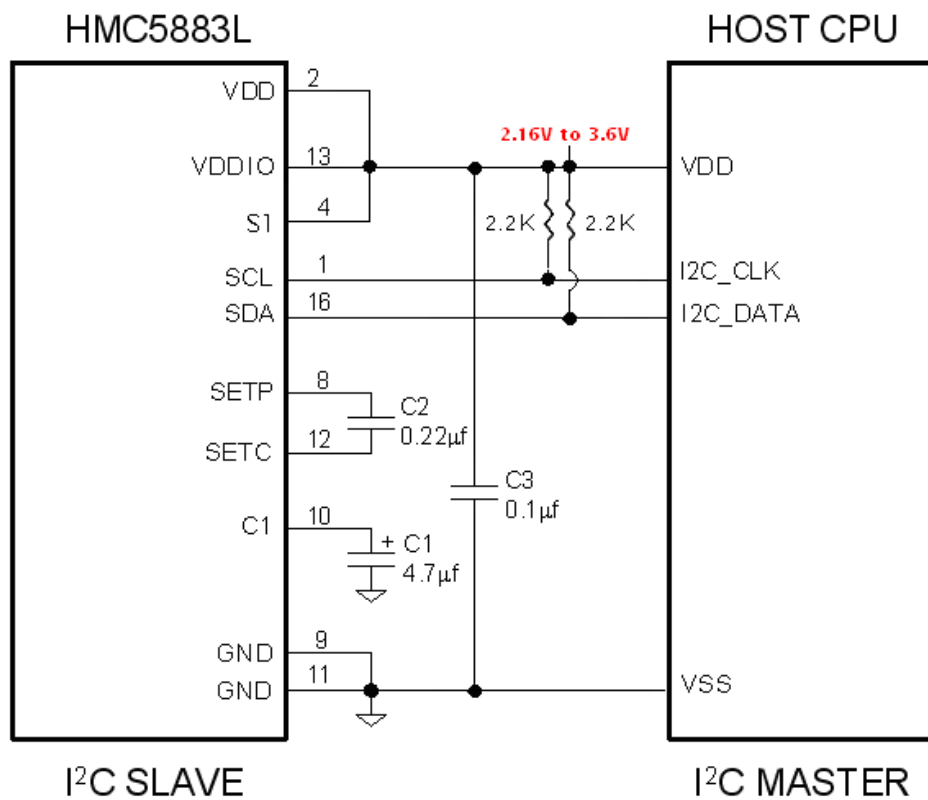 HMC5883L
HOST CPU
VDD 2
2.16V to 3.6V
VDDIO 13
VDD
S1 4
2.2K 2.2K
SCL 1
I2C_CLK
SDA 16
I2C_DATA
SETP 8
C2
0.22µf
SETC 12
C3
0.1µf
C1 10
+ C1
4.7µf
GND 9
GND 11
VSS
I²C SLAVE
I²C MASTER